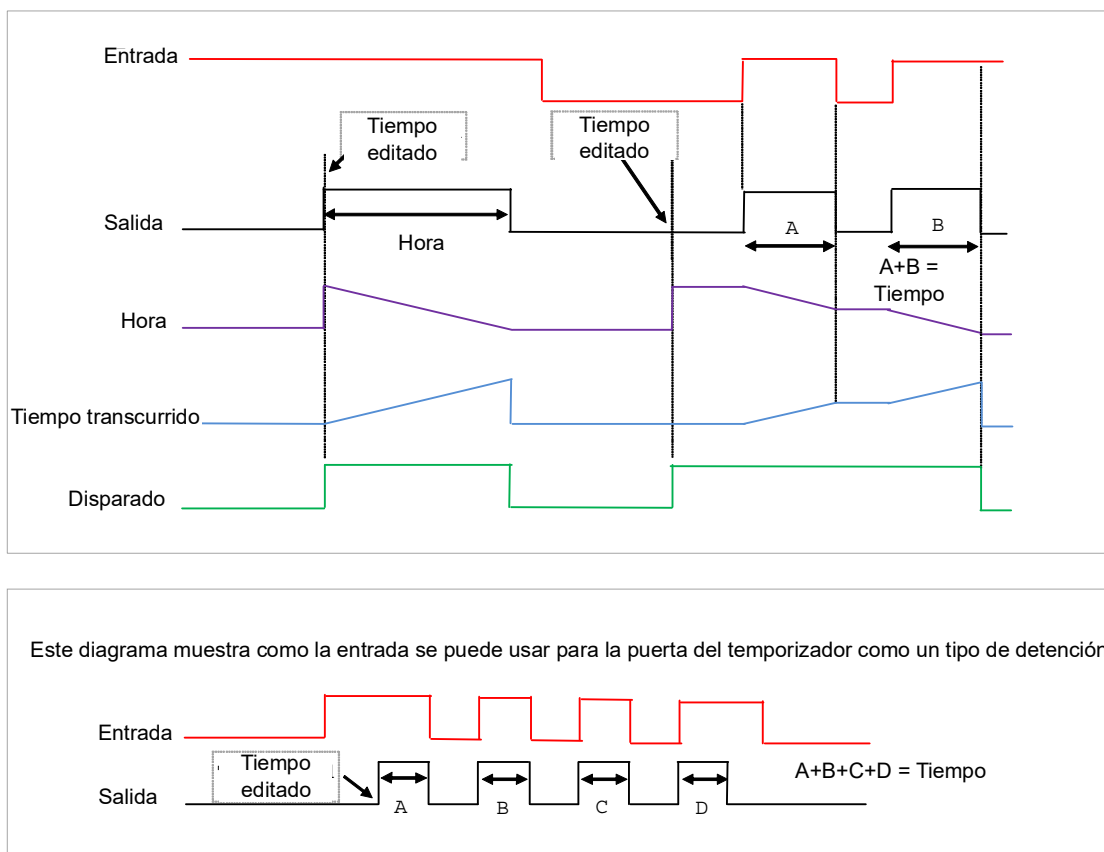 Entrada
Tiempo
editado
Tiempo
editado
Salida
Hora
A
B
A+B =
Tiempo
Hora
Tiempo transcurrido
Disparado
Este diagrama muestra como la entrada se puede usar para la puerta del temporizador como un tipo de detención
Entrada
Tiempo
editado
A+B+C+D = Tiempo
Salida
A
B
C
D